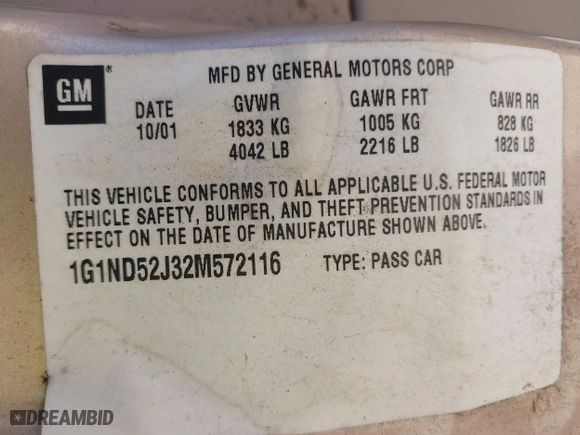 GM ®
MFD BY GENERAL MOTORS CORP
DATE GVWR GAWR FRT GAWR RR
10/01 1833 KG 1005 KG 828 KG
4042 LB 2216 LB 1826 LB
THIS VEHICLE CONFORMS TO ALL APPLICABLE U.S. FEDERAL MOTOR
VEHICLE SAFETY, BUMPER, AND THEFT PREVENTION STANDARDS IN
EFFECT ON THE DATE OF MANUFACTURE SHOWN ABOVE.
1G1ND52J32M572116 TYPE: PASS CAR
DREAMBID